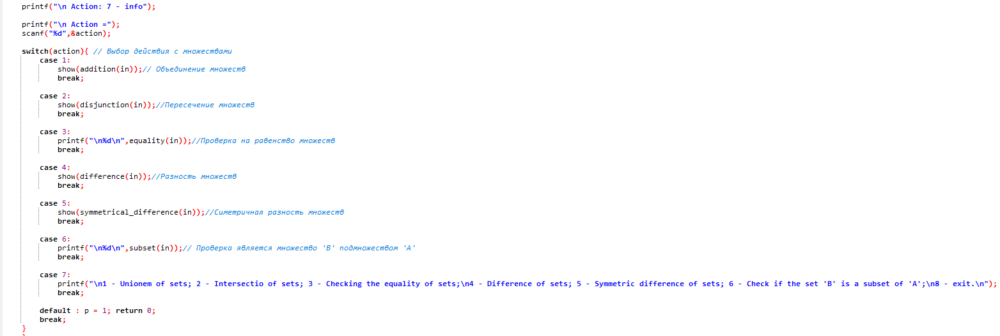 printf("\n Action: 7 - info");
printf("\n Action =");
scanf("%d",&action);
switch(action){ // Выбор действия с множествами
case 1:
show(addition(in));// Объединение множеств
break;
case 2:
show(disjunction(in));//Пересечение множеств
break;
case 3:
printf("\n%d\n",equality(in));//Проверка на равенство множеств
break;
case 4:
show(difference(in));//Разность множеств
break;
case 5:
show(symmetrical_difference(in));//Симетричная разность множеств
break;
case 6:
printf("\n%d\n",subset(in));// Проверка является множество 'B' подмножеством 'A'
break;
case 7:
printf("\n1 - Unionem of sets; 2 - Intersectio of sets; 3 - Checking the equality of sets;\n4 - Difference of sets; 5 - Symmetric difference of sets; 6 - Check if the set 'B' is a subset of 'A';\n8 - exit.\n");
break;
default : p = 1; return 0;
break;
}